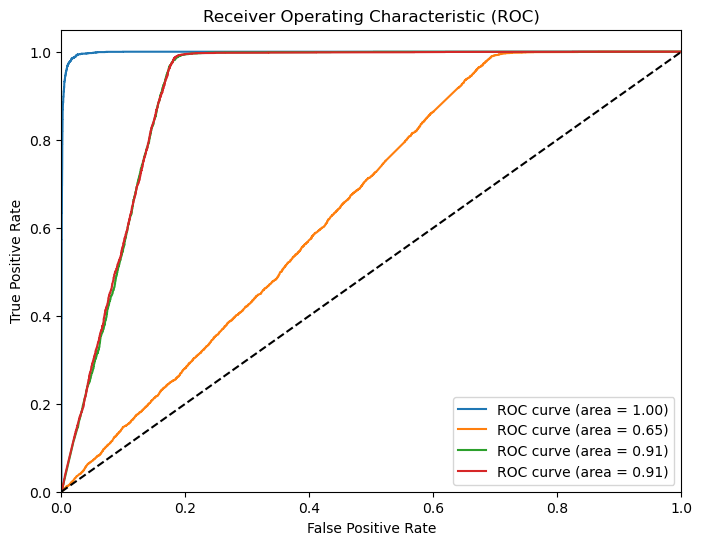 Receiver Operating Characteristic (ROC)
True Positive Rate
1.0
0.8
0.6
0.4
0.2
0.0
ROC curve (area = 1.00)
ROC curve (area = 0.65)
ROC curve (area = 0.91)
ROC curve (area = 0.91)
0.0 0.2 0.4 0.6 0.8 1.0
False Positive Rate